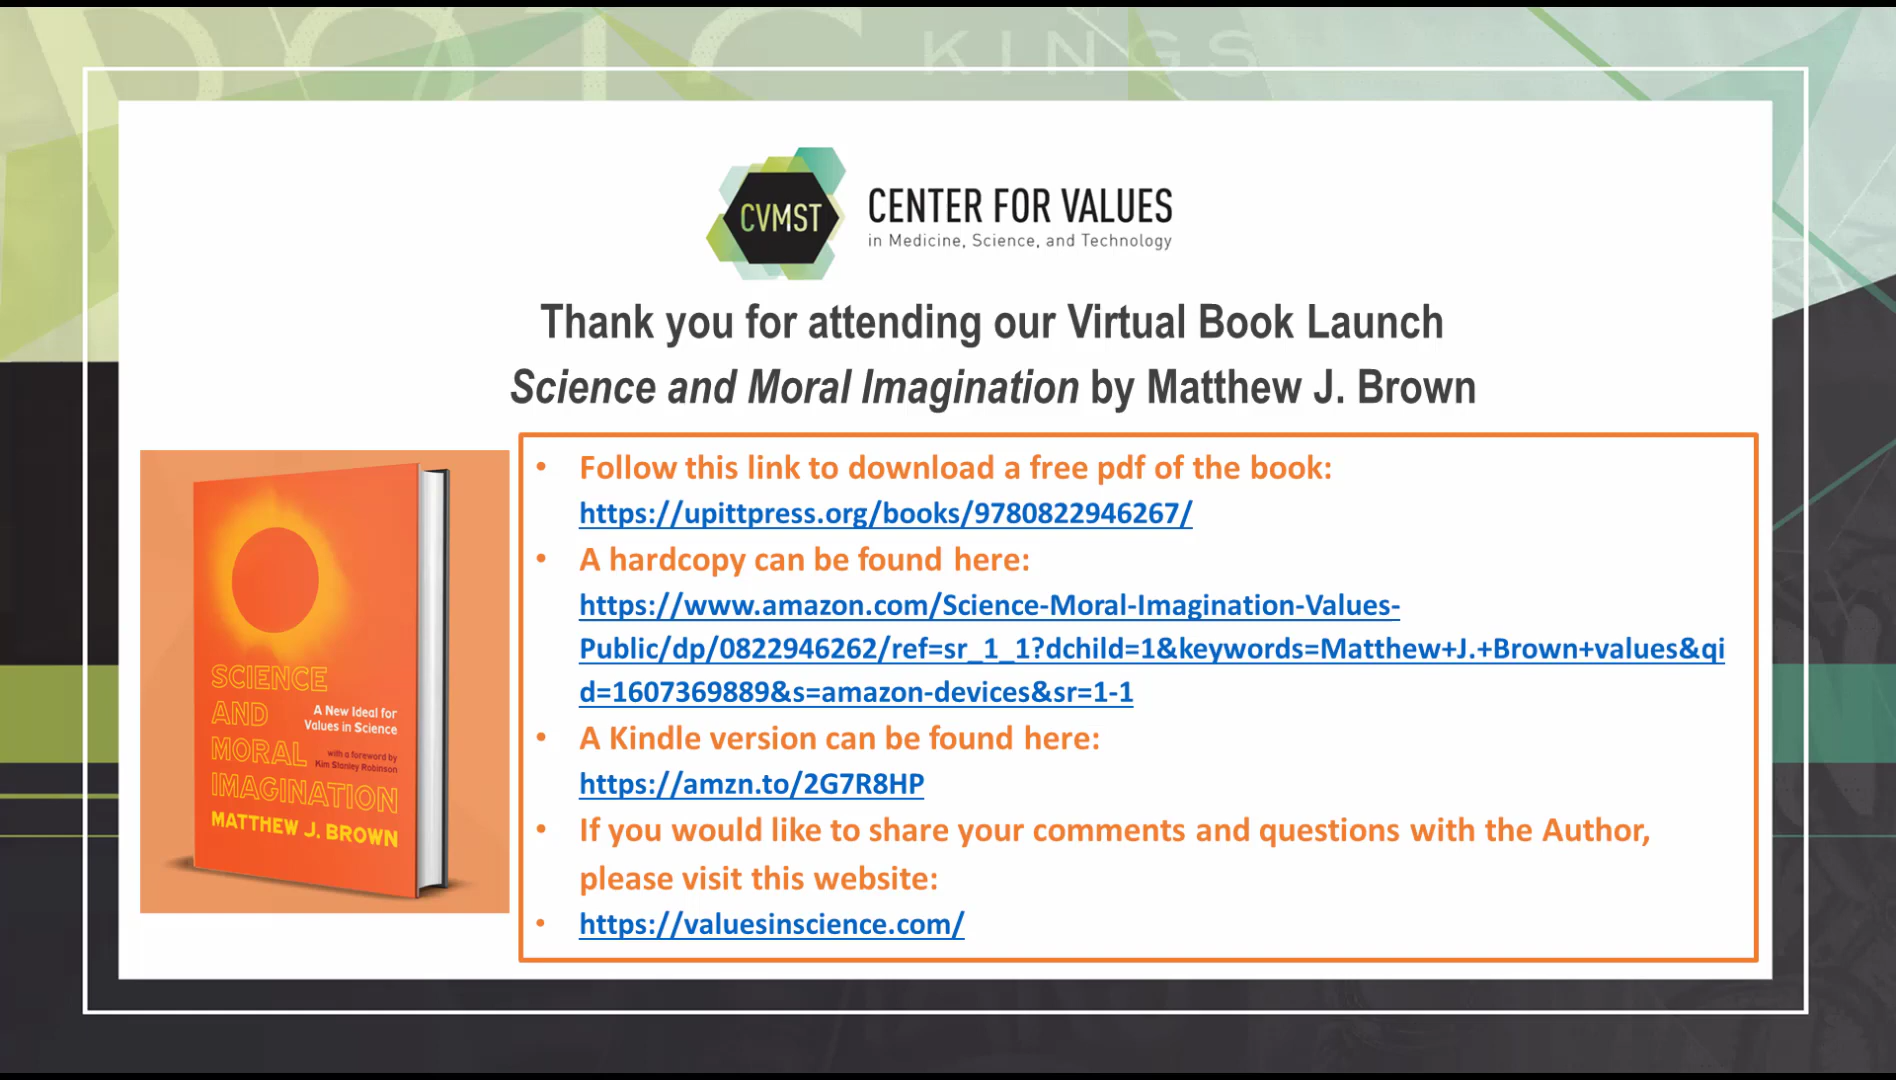 KINGS
CVMST
CENTER FOR VALUES
in Medicine, Science, and Technology
Thank you for attending our Virtual Book Launch
Science and Moral Imagination by Matthew J. Brown
SCIENCE
AND
MORAL
IMAGINATION
A New Ideal for
Values in Science
with a foreword by
Kim Stanley Robinson
MATTHEW J. BROWN
• Follow this link to download a free pdf of the book:
https://upittpress.org/books/9780822946267/
• A hardcopy can be found here:
https://www.amazon.com/Science-Moral-Imagination-Values-
Public/dp/0822946262/ref=sr_1_1?dchild=1&keywords=Matthew+J.+Brown+values&qi
d=1607369889&s=amazon-devices&sr=1-1
• A Kindle version can be found here:
https://amzn.to/2G7R8HP
• If you would like to share your comments and questions with the Author,
please visit this website:
• https://valuesinscience.com/